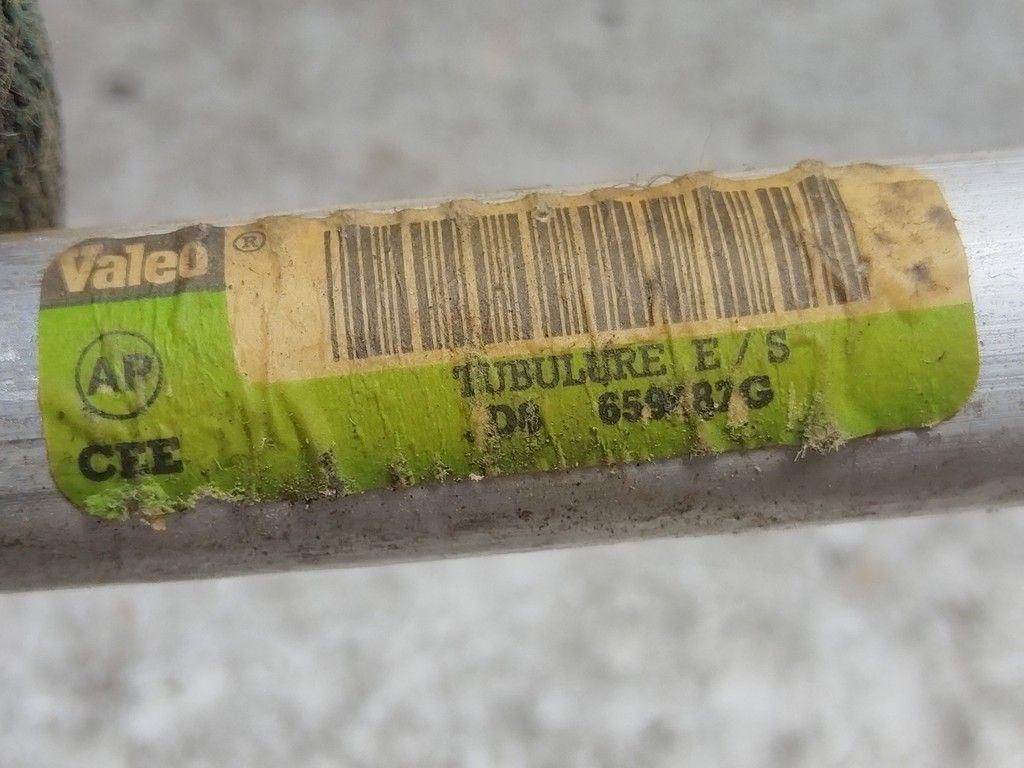 Valeo ®
AP
CEE
TUBULURE E / S